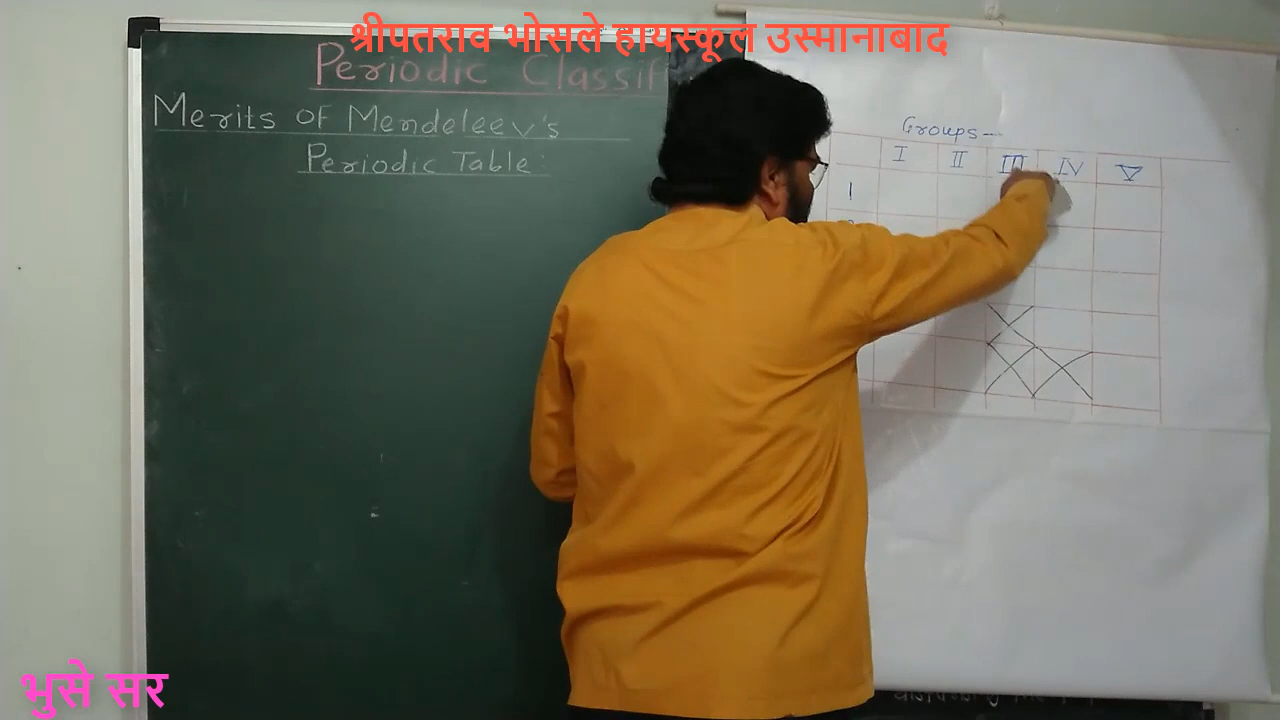 श्रीपतराव भोसले हायस्कूल उस्मानाबाद
Periodic Classif
Merits of Mendeleev's
Periodic Table:
Groups—
I II III IV V
1
भुसे सर